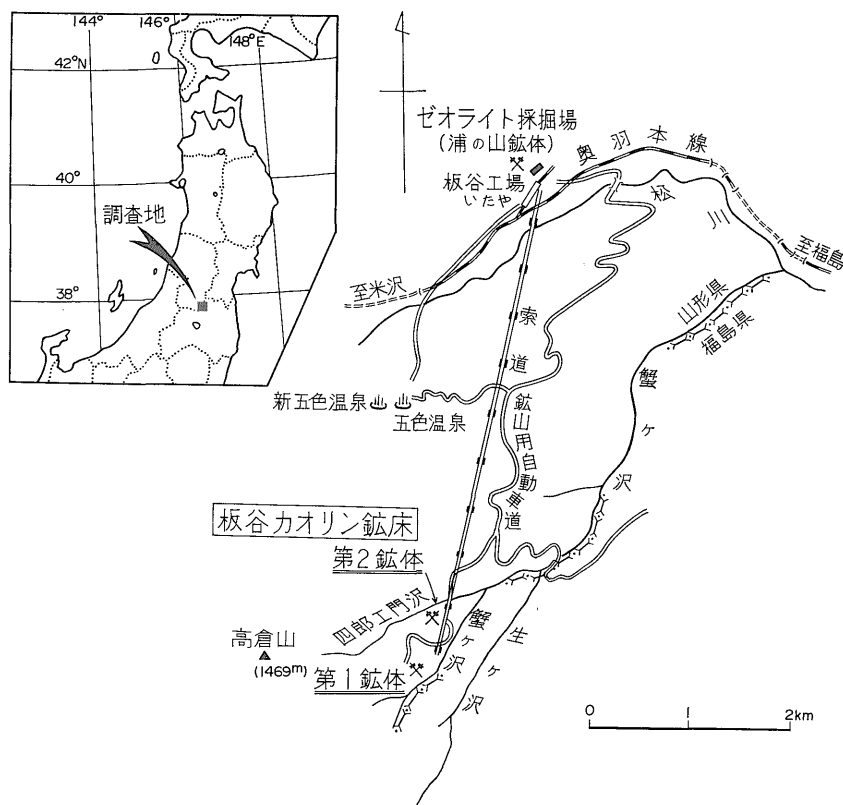 144°
146°
148°E
42°N
40°
38°
調査地
ゼオライト採掘場
(浦の山鉱体)
板谷工場
いたや
奥羽本線
松川
至福島
至米沢
山形県
福島県
索道
蟹ヶ沢
新五色温泉
五色温泉
鉱山用自動車道
板谷カオリン鉱床
第2鉱体
四郎エ門沢
高倉山
(1469m)
第1鉱体
蟹ヶ沢
生ヶ沢
0 1 2km